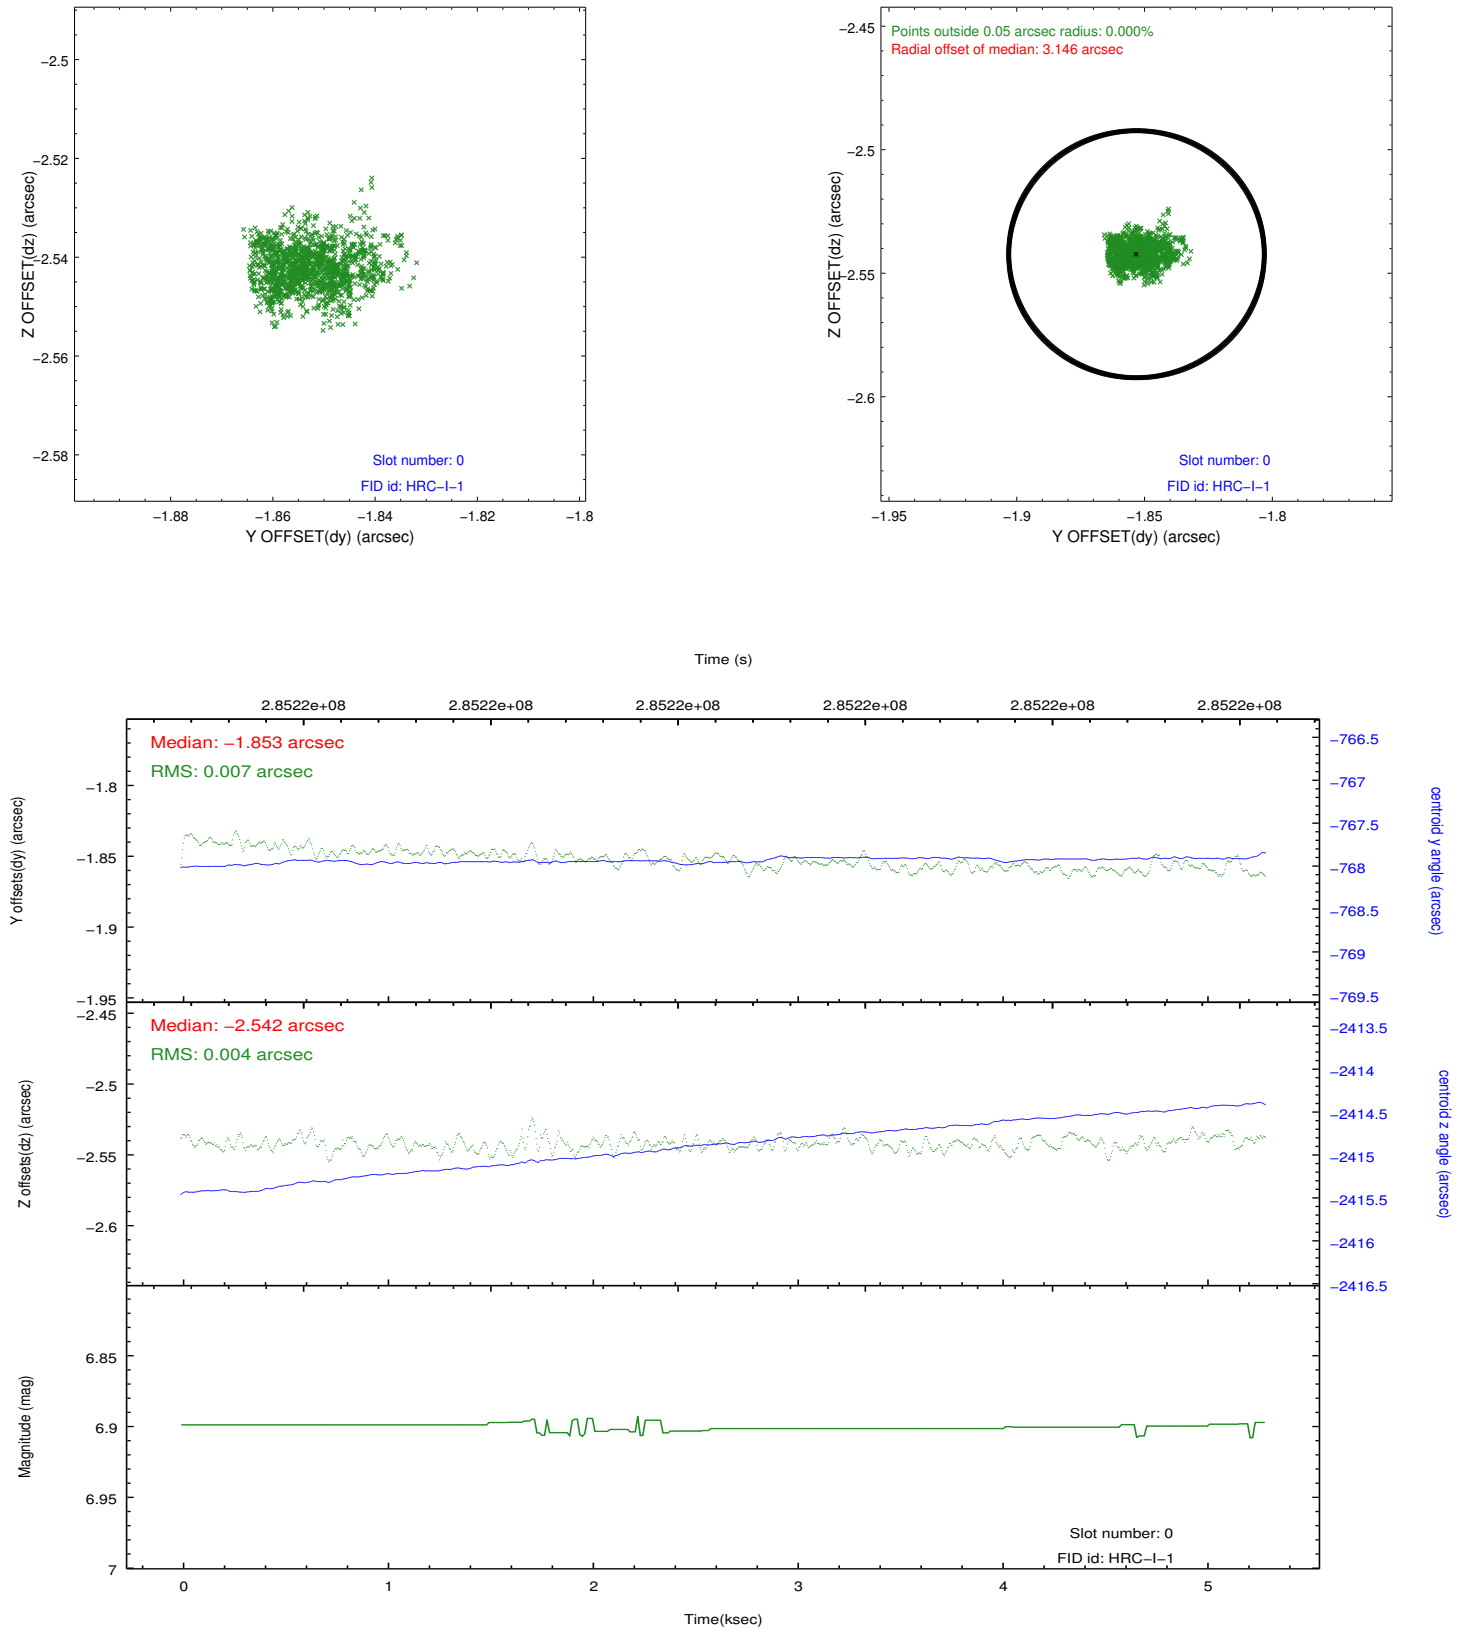 −2.5
−2.52
−2.54
−2.56
−2.58
Z OFFSET(dz) (arcsec)
Slot number: 0
FID id: HRC−I−1
−1.88 −1.86 −1.84 −1.82 −1.8
Y OFFSET(dy) (arcsec)
−2.45
−2.5
−2.55
−2.6
Z OFFSET(dz) (arcsec)
Points outside 0.05 arcsec radius: 0.000%
Radial offset of median: 3.146 arcsec
Slot number: 0
FID id: HRC−I−1
−1.95 −1.9 −1.85 −1.8
Y OFFSET(dy) (arcsec)
Time (s)
2.8522e+08 2.8522e+08 2.8522e+08 2.8522e+08 2.8522e+08 2.8522e+08
Median: −1.853 arcsec
RMS: 0.007 arcsec
−1.8
−1.85
−1.9
−1.95
Y offsets(dy) (arcsec)
−766.5
−767
−767.5
−768
−768.5
−769
−769.5
centroid y angle (arcsec)
Median: −2.542 arcsec
RMS: 0.004 arcsec
−2.45
−2.5
−2.55
−2.6
Z offsets(dz) (arcsec)
−2413.5
−2414
−2414.5
−2415
−2415.5
−2416
−2416.5
centroid z angle (arcsec)
6.85
6.9
6.95
7
Magnitude (mag)
Slot number: 0
FID id: HRC−I−1
0 1 2 3 4 5
Time(ksec)